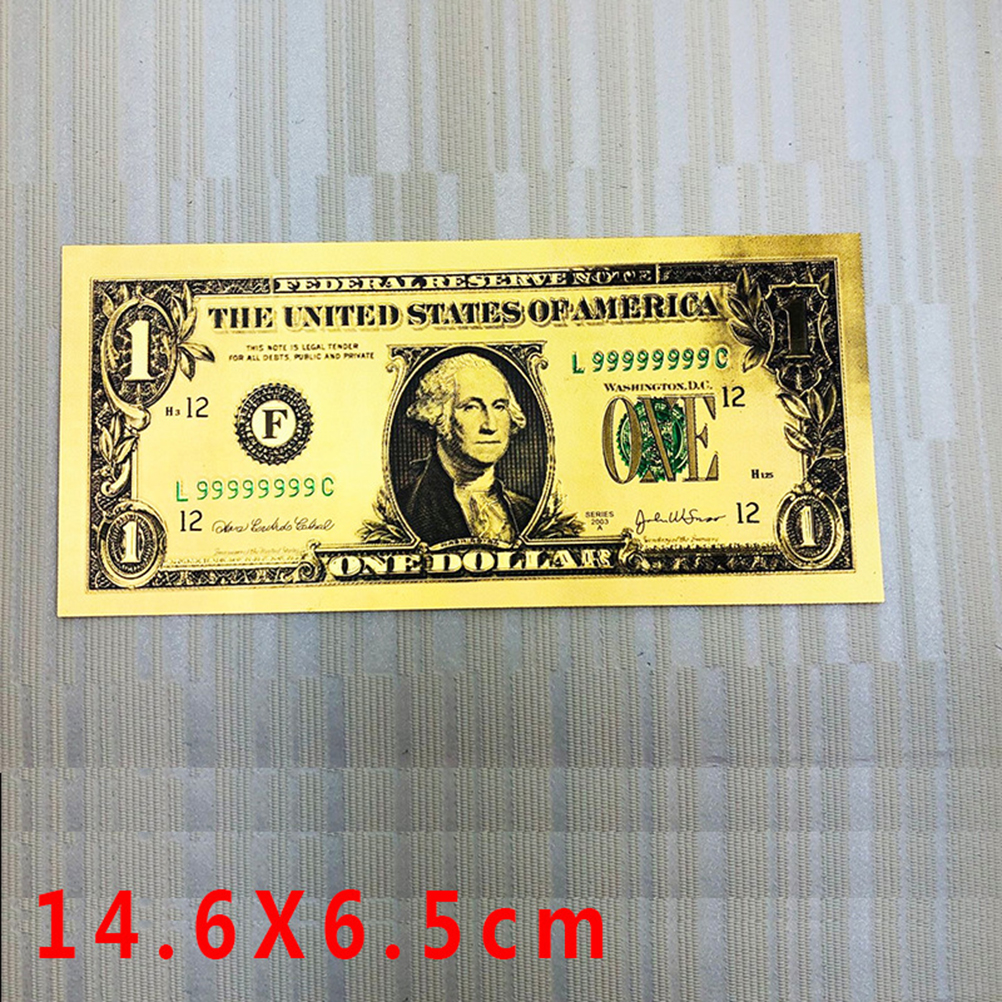 FEDERAL RESERVE NOTE
THE UNITED STATES OF AMERICA
1
1
THIS NOTE IS LEGAL TENDER
FOR ALL DEBTS, PUBLIC AND PRIVATE
L 99999999 C
WASHINGTON, D.C.
H3 12
F
ONE
12
L 99999999 C
H 125
12
SERIES
2003
A
12
1
1
ONE DOLLAR
14.6X6.5cm